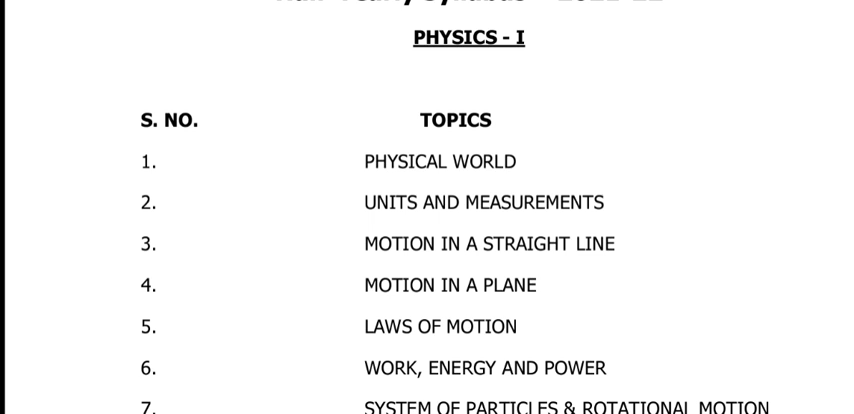 PHYSICS - I
S. NO. TOPICS
1. PHYSICAL WORLD
2. UNITS AND MEASUREMENTS
3. MOTION IN A STRAIGHT LINE
4. MOTION IN A PLANE
5. LAWS OF MOTION
6. WORK, ENERGY AND POWER
7. SYSTEM OF PARTICLES & ROTATIONAL MOTION